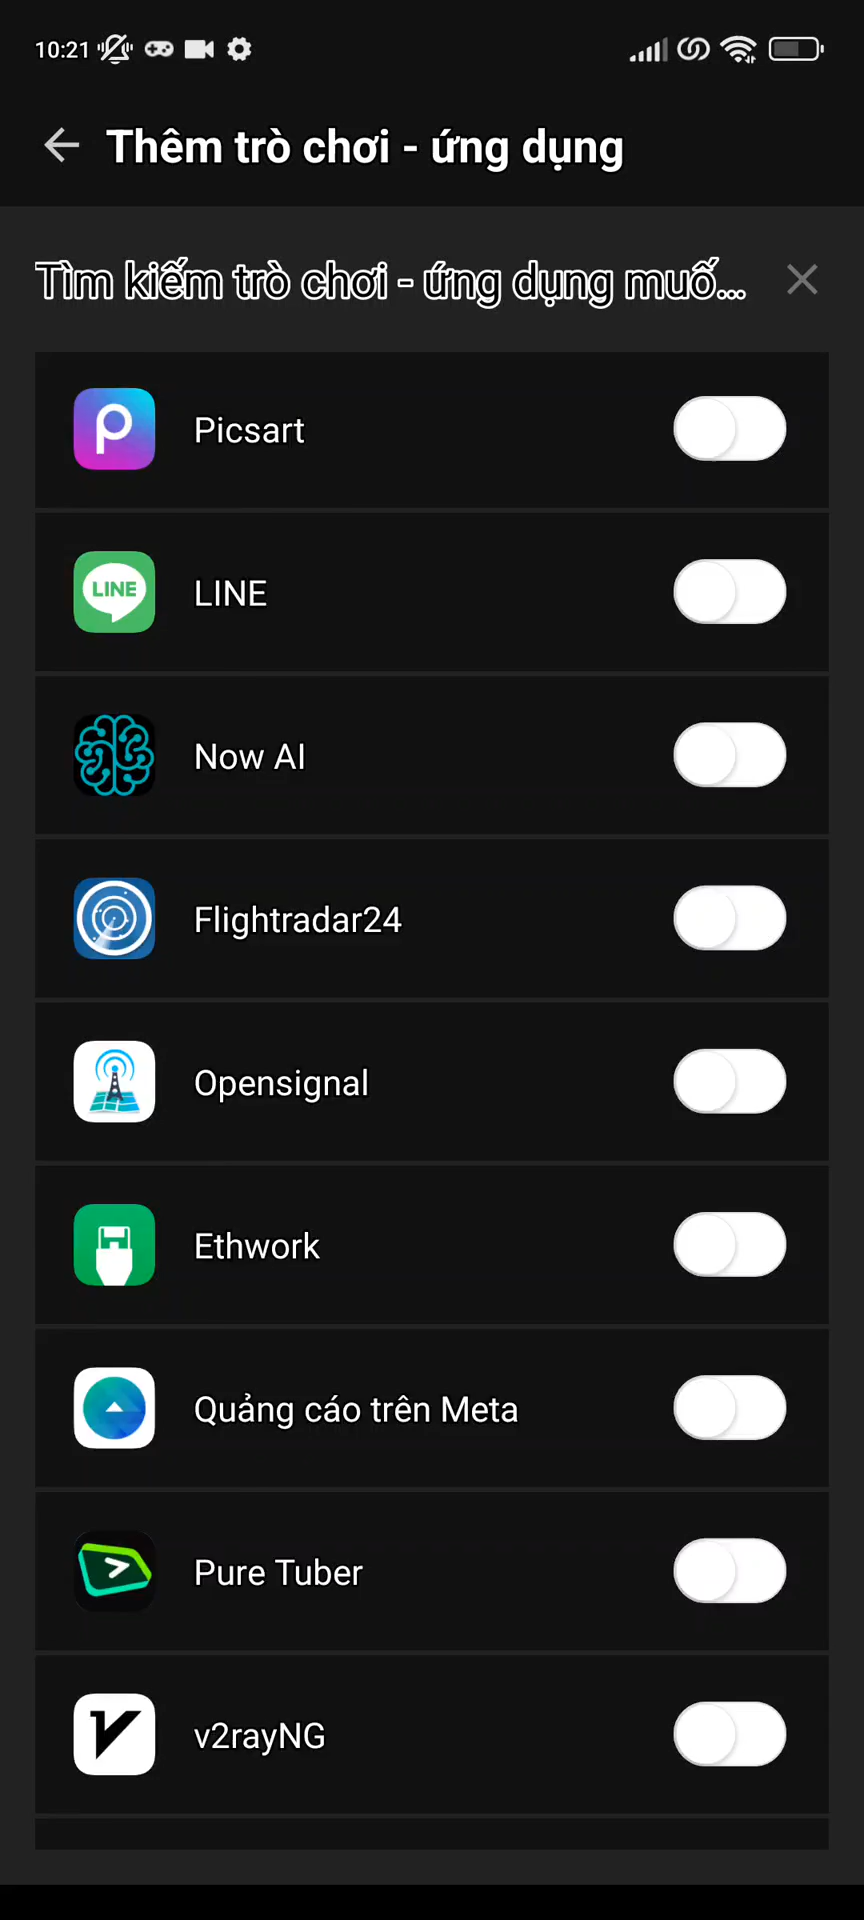 10:21
Thêm trò chơi - ứng dụng
Tìm kiếm trò chơi - ứng dụng muố...
Picsart
LINE
LINE
Now AI
Flightradar24
Opensignal
Ethwork
Quảng cáo trên Meta
Pure Tuber
v2rayNG